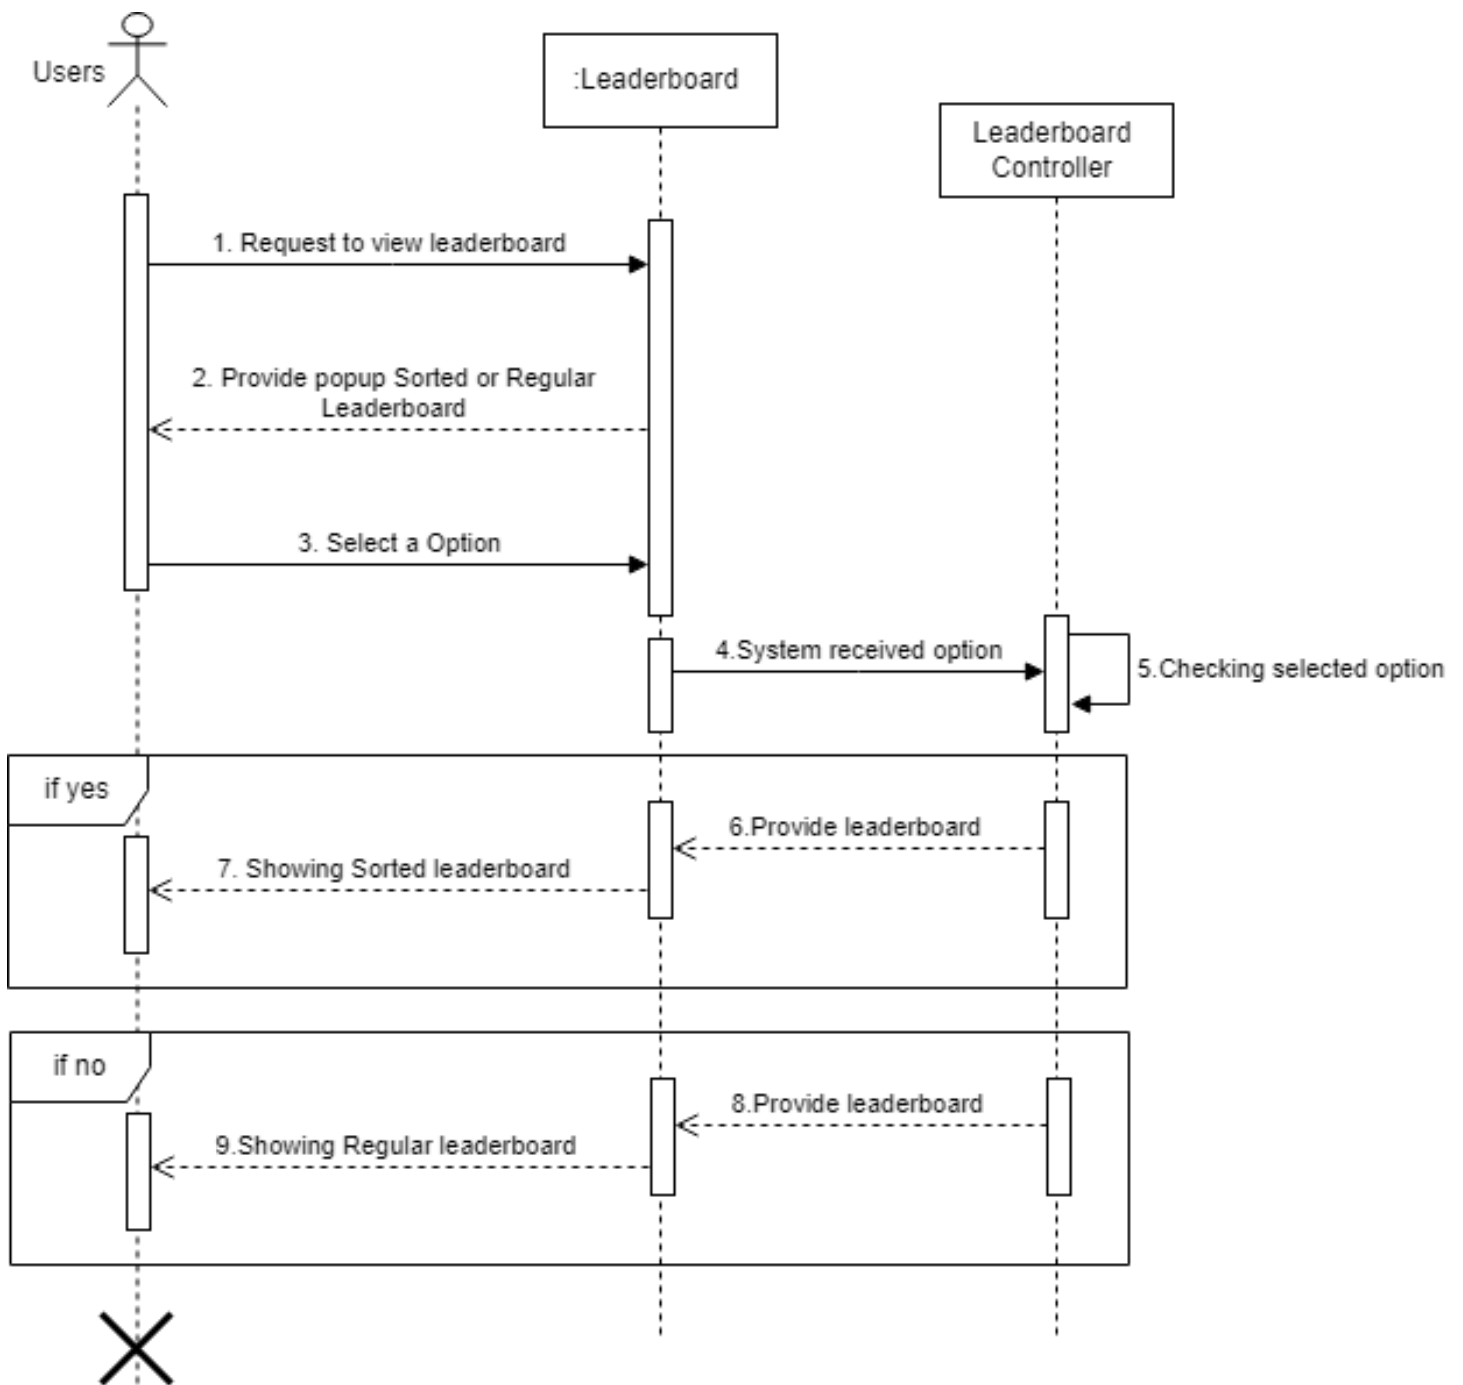 Users
:Leaderboard
Leaderboard
Controller
1. Request to view leaderboard
2. Provide popup Sorted or Regular
Leaderboard
3. Select a Option
4.System received option
5.Checking selected option
if yes
6.Provide leaderboard
7. Showing Sorted leaderboard
if no
8.Provide leaderboard
9.Showing Regular leaderboard